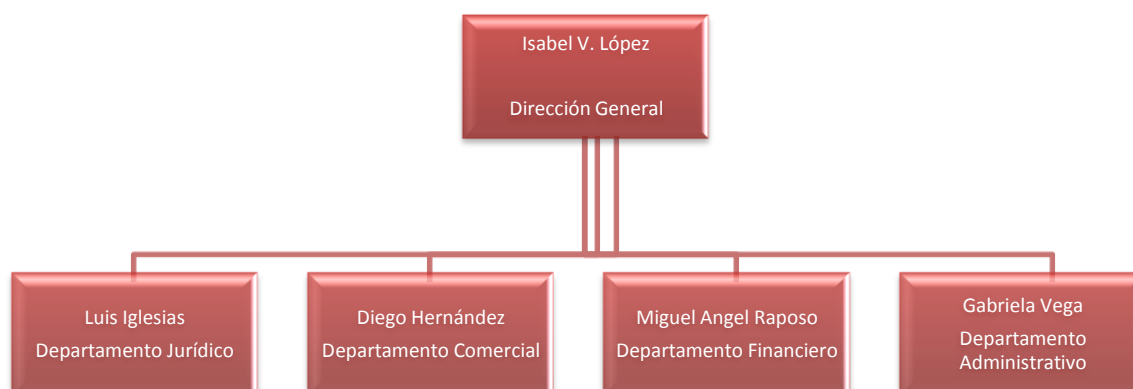 Isabel V. López
Dirección General
Luis Iglesias
Departamento Jurídico
Diego Hernández
Departamento Comercial
Miguel Angel Raposo
Departamento Financiero
Gabriela Vega
Departamento
Administrativo